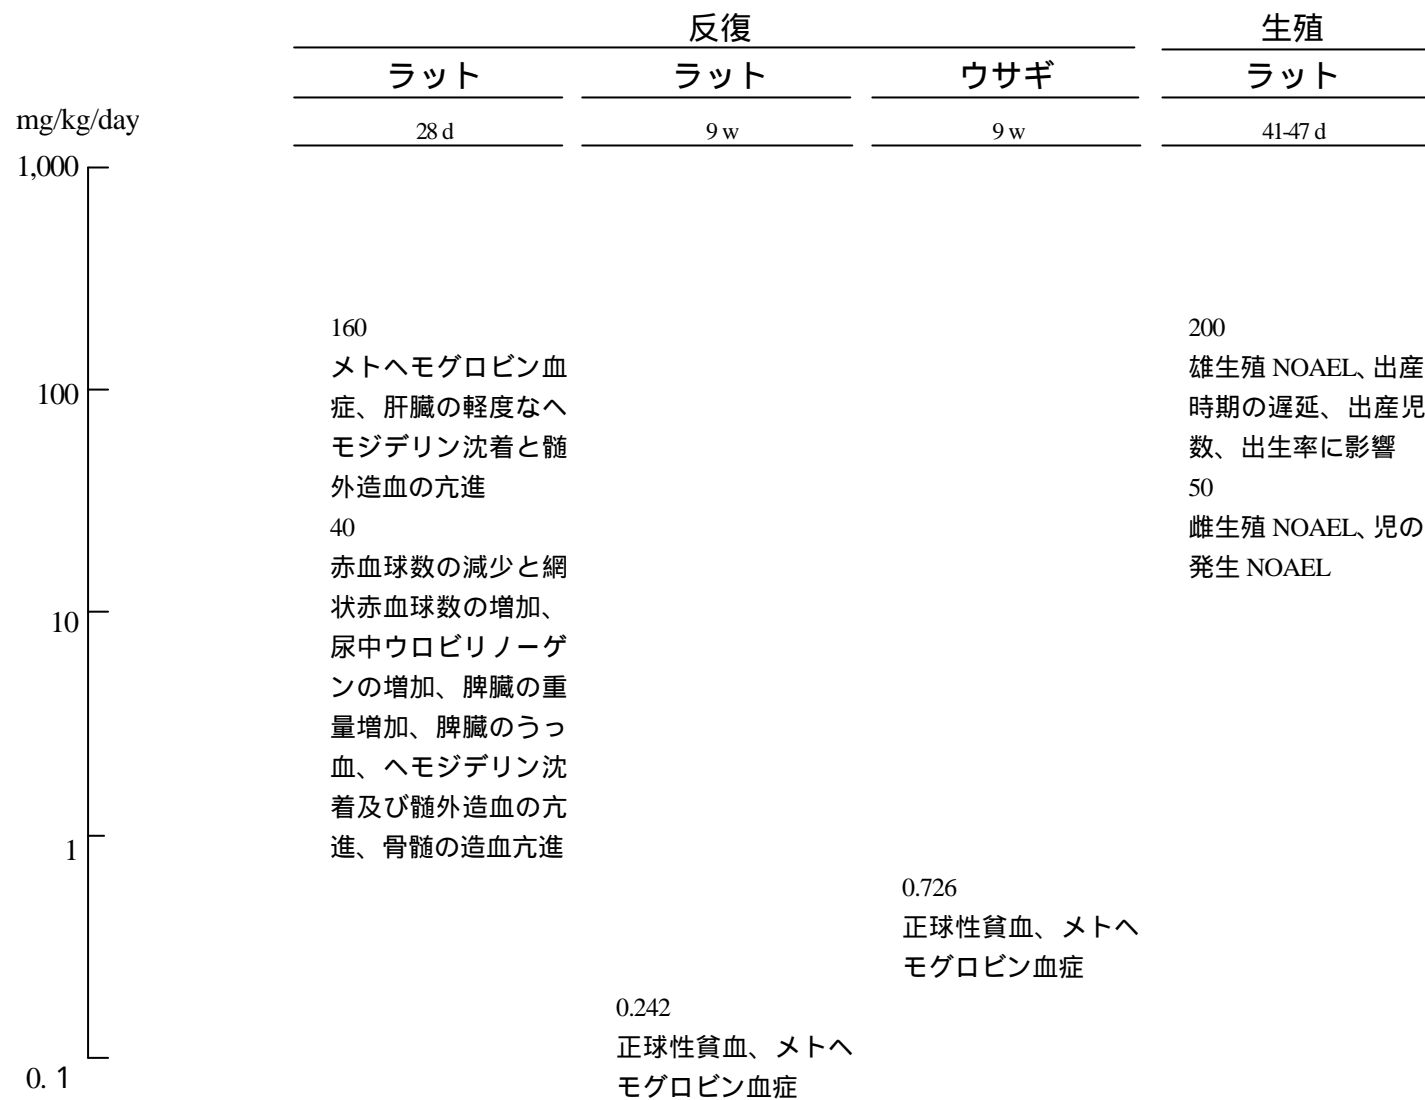 反復
生殖
ラット
ラット
ウサギ
ラット
28 d
9 w
9 w
41-47 d
mg/kg/day
1,000
100
10
1
0. 1
160
メトヘモグロビン血
症、肝臓の軽度なヘ
モジデリン沈着と髄
外造血の亢進
40
赤血球数の減少と網
状赤血球数の増加、
尿中ウロビリノーゲ
ンの増加、脾臓の重
量増加、脾臓のうっ
血、ヘモジデリン沈
着及び髄外造血の亢
進、骨髄の造血亢進
0.242
正球性貧血、メトヘ
モグロビン血症
0.726
正球性貧血、メトヘ
モグロビン血症
200
雄生殖 NOAEL、出産
時期の遅延、出産児
数、出生率に影響
50
雌生殖 NOAEL、児の
発生 NOAEL